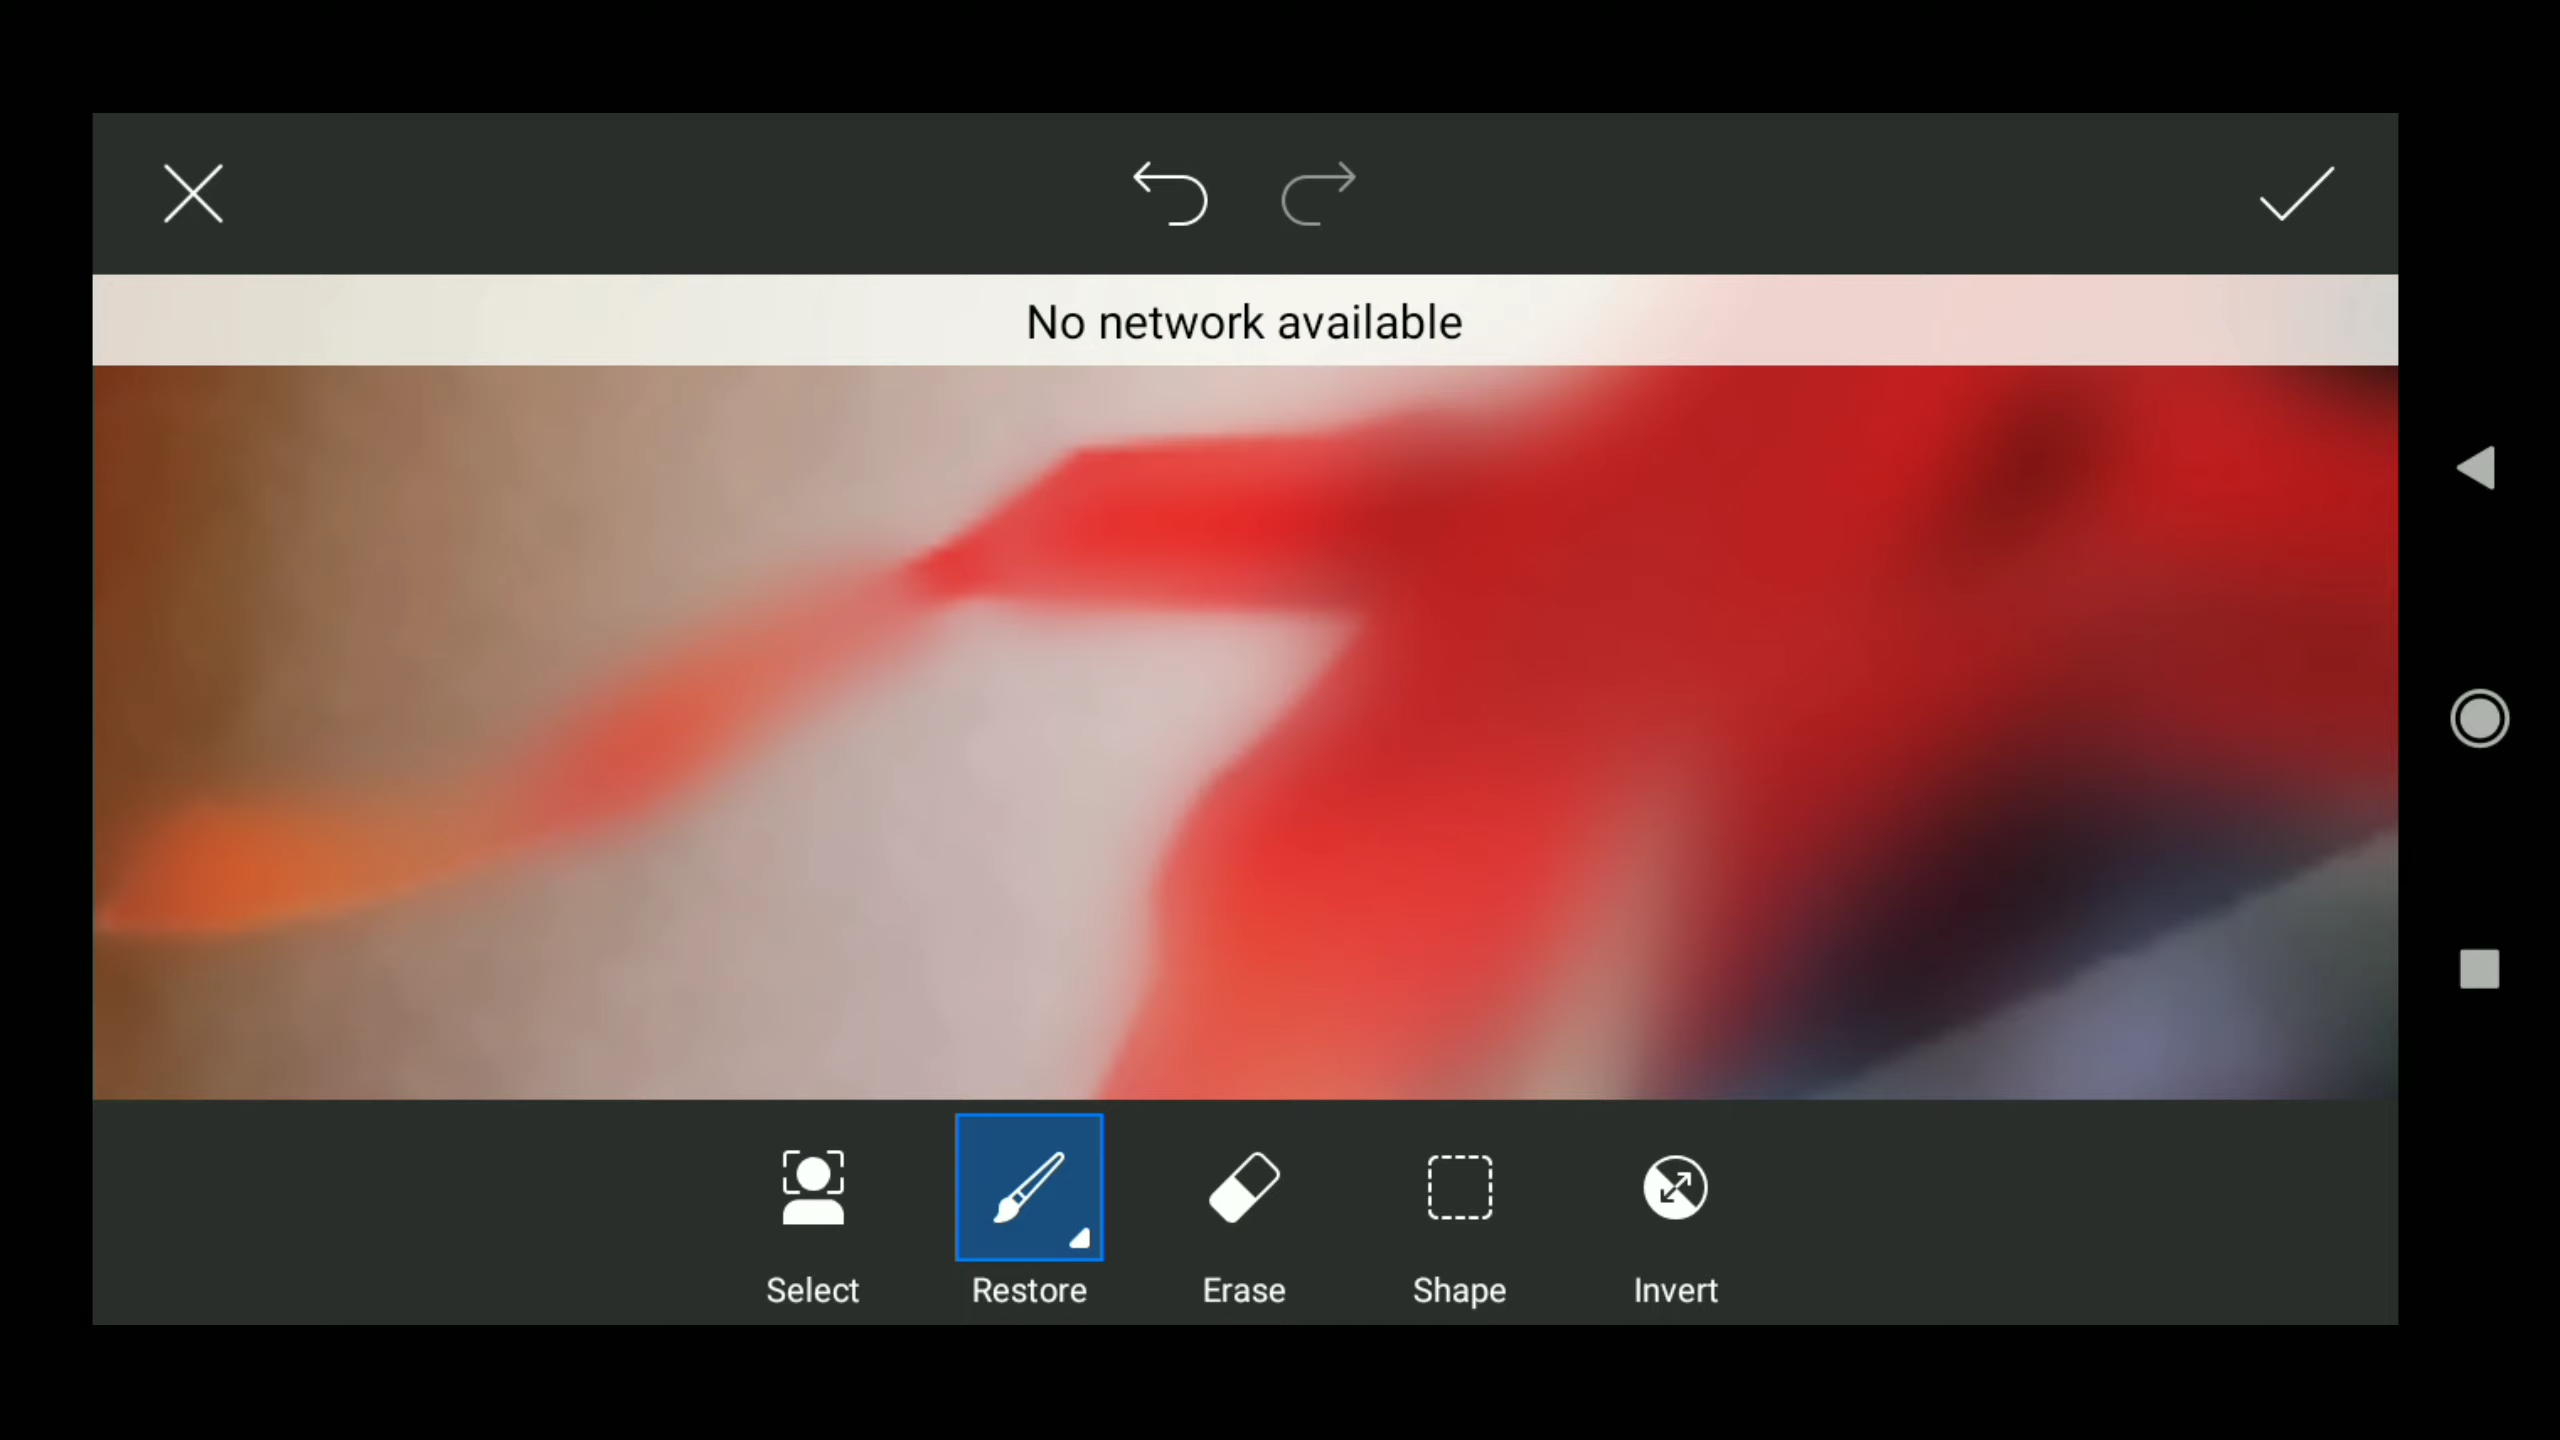 No network available
Select
Restore
Erase
Shape
Invert